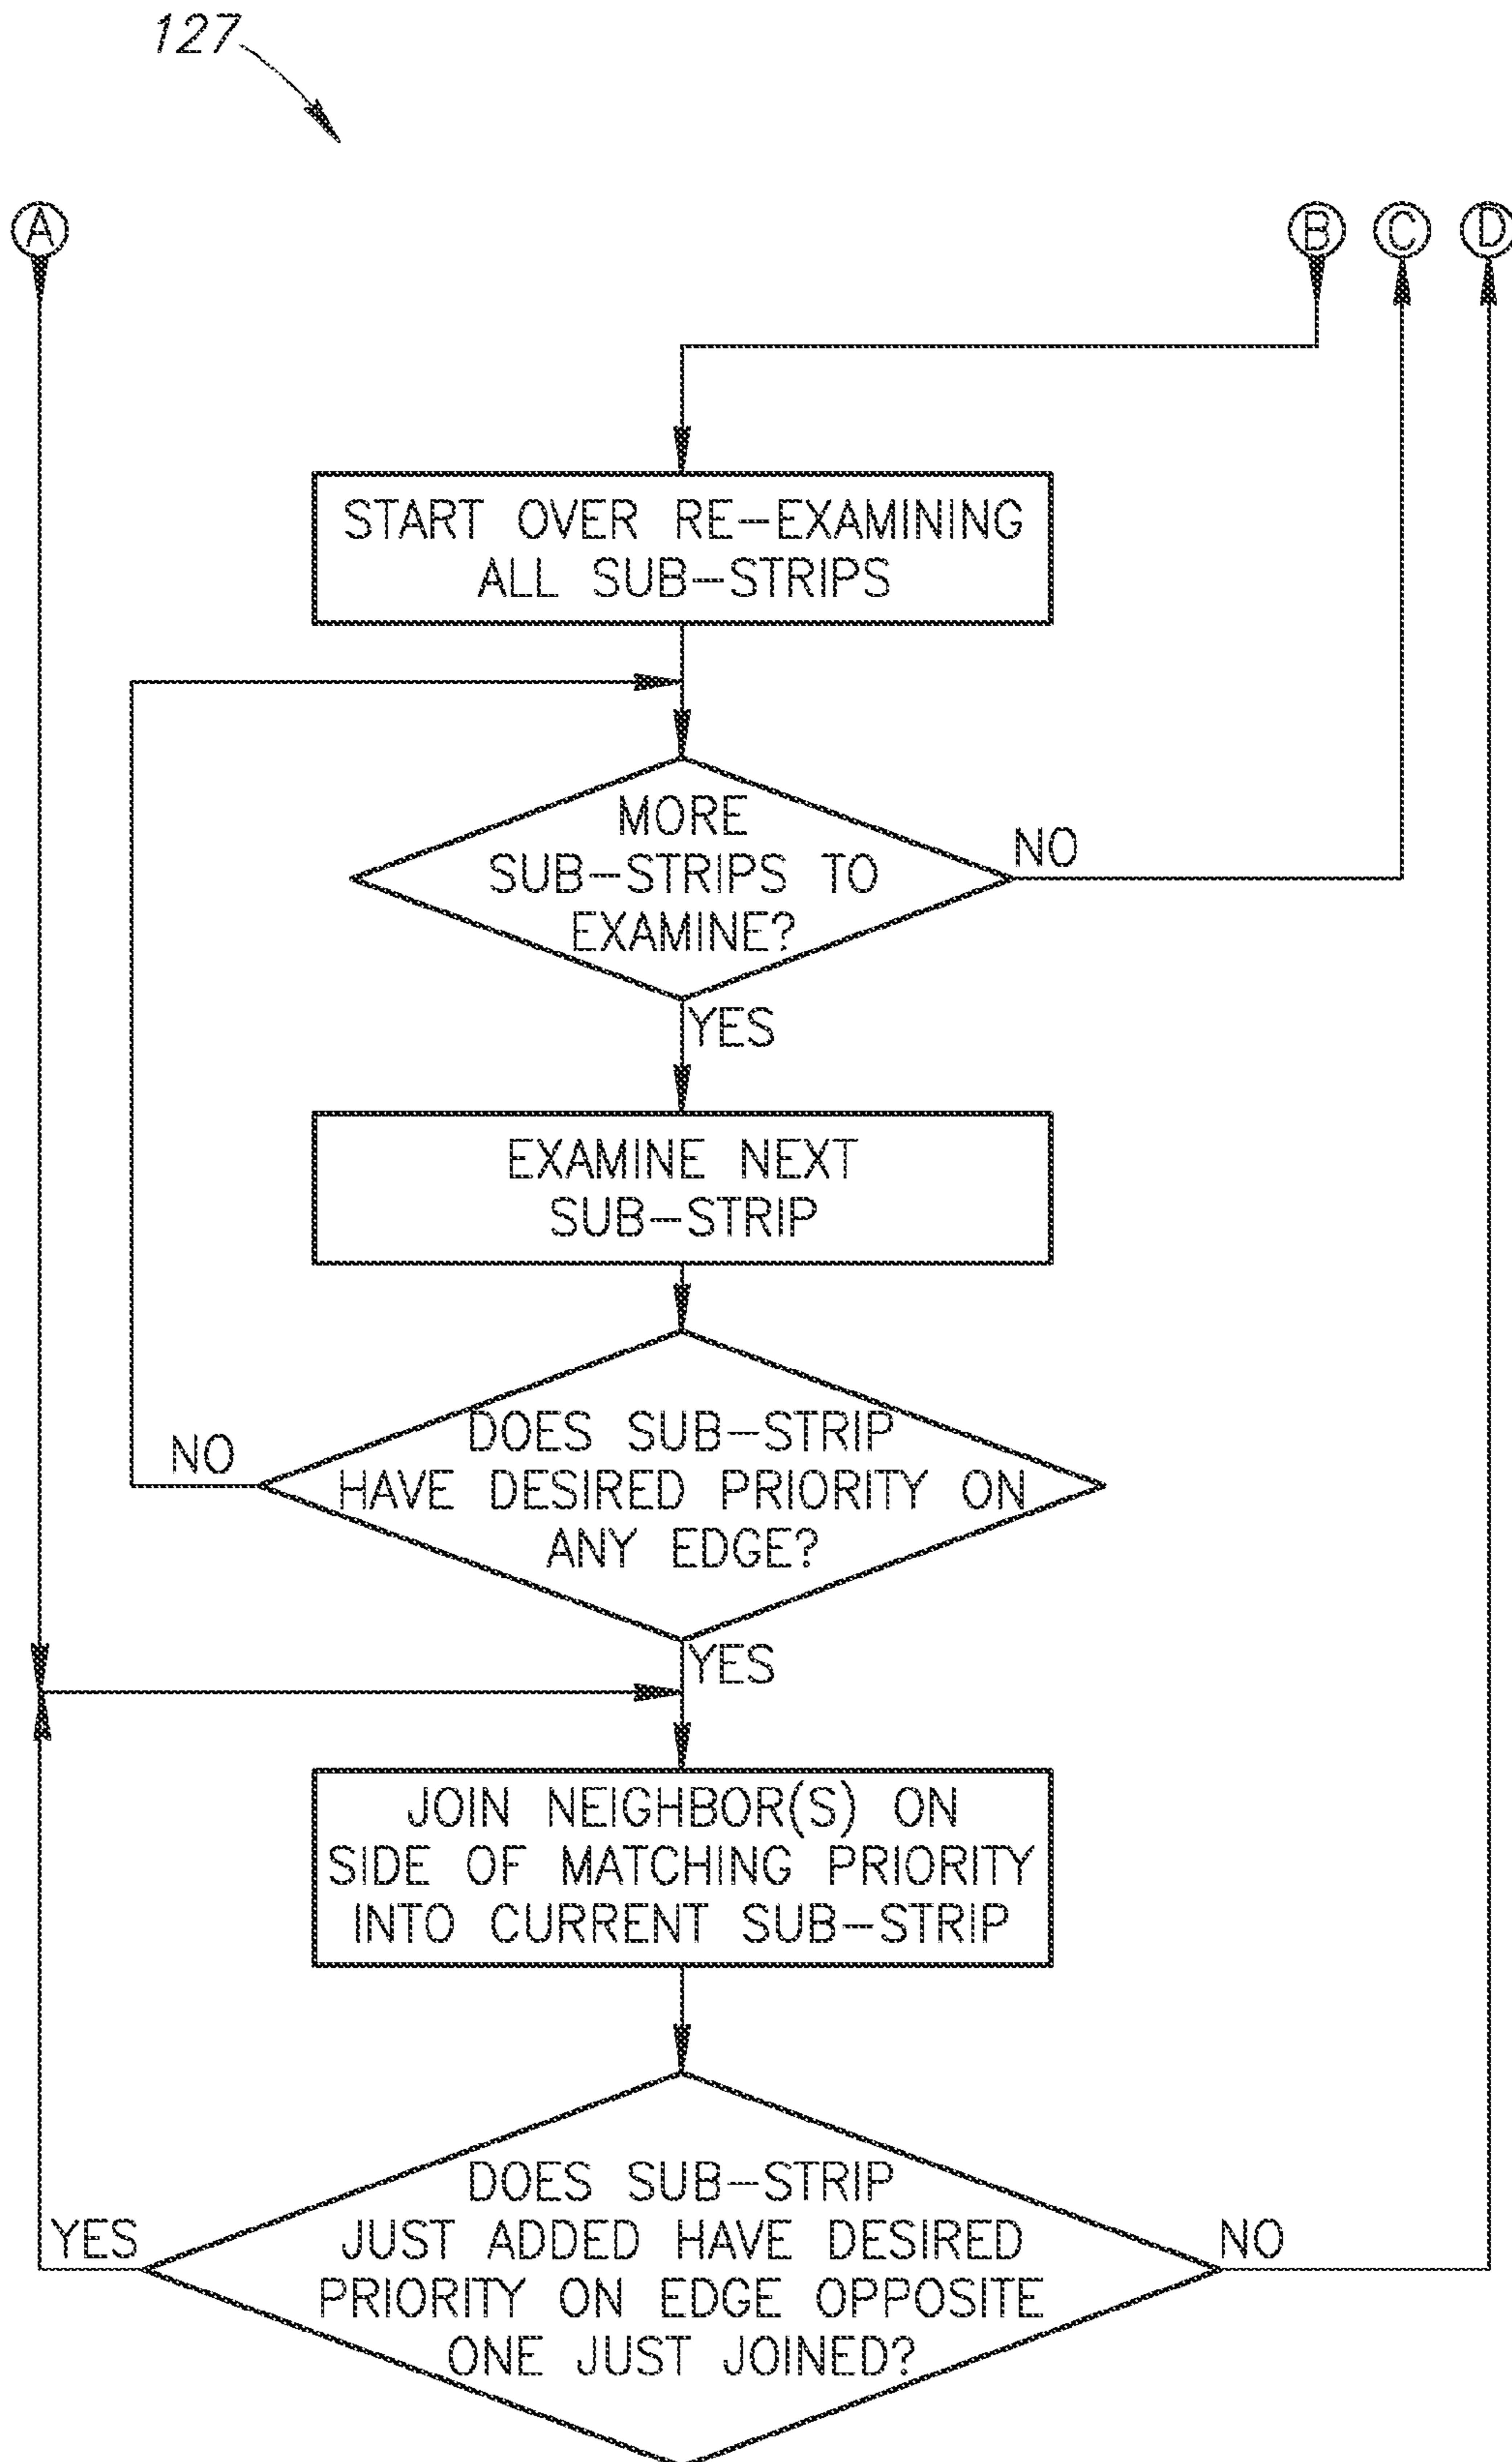 127
A
B
C
D
START OVER RE-EXAMINING
ALL SUB-STRIPS
MORE
SUB-STRIPS TO
EXAMINE?
NO
YES
EXAMINE NEXT
SUB-STRIP
DOES SUB-STRIP
HAVE DESIRED PRIORITY ON
ANY EDGE?
NO
YES
JOIN NEIGHBOR(S) ON
SIDE OF MATCHING PRIORITY
INTO CURRENT SUB-STRIP
DOES SUB-STRIP
JUST ADDED HAVE DESIRED
PRIORITY ON EDGE OPPOSITE
ONE JUST JOINED?
YES
NO